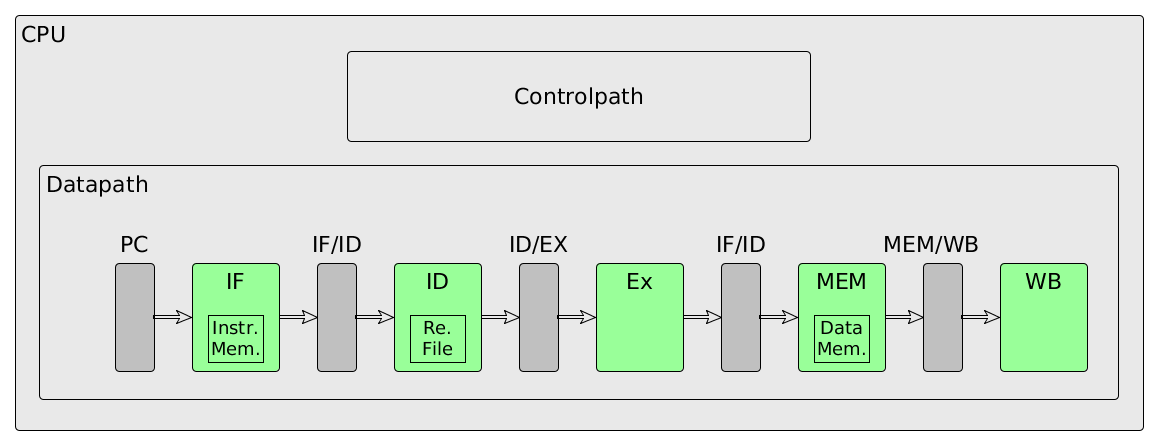 CPU
Controlpath
Datapath
PC
IF/ID
ID/EX
IF/ID
MEM/WB
IF
ID
Ex
MEM
WB
Instr.
Mem.
Re.
File
Data
Mem.